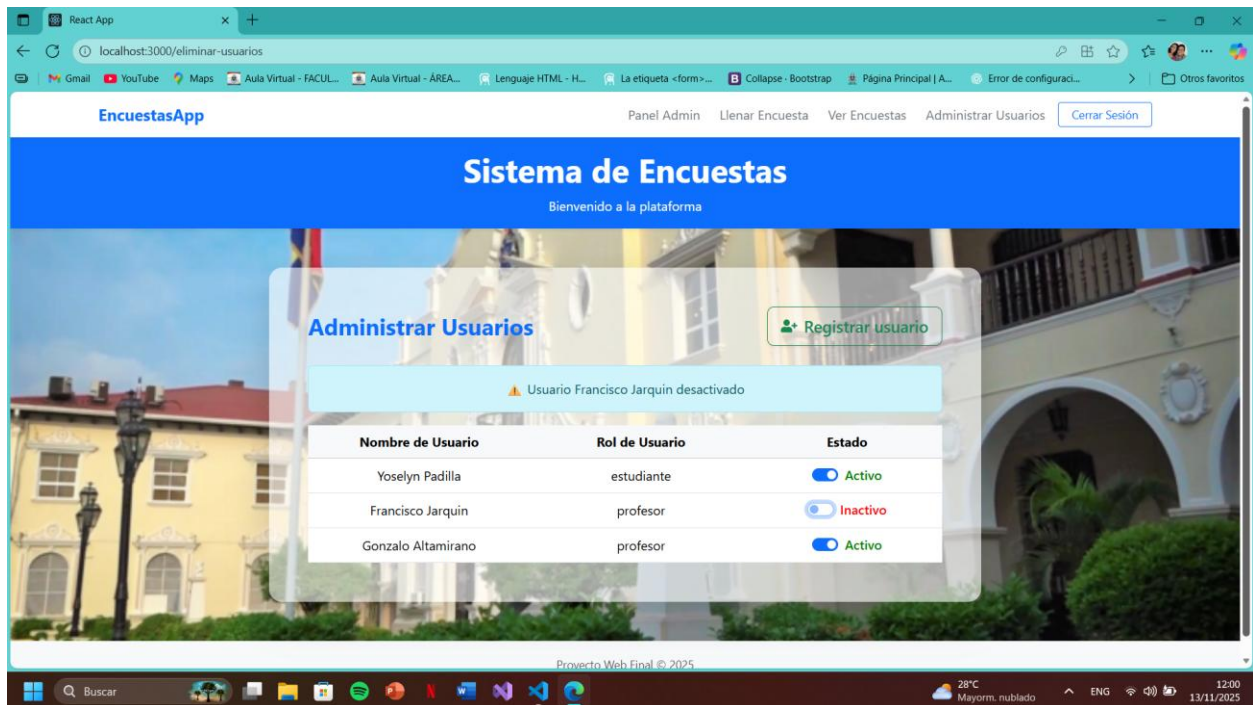 React App
localhost:3000/eliminar-usuarios
Gmail YouTube Maps Aula Virtual - FACUL... Aula Virtual - ÁREA... Lenguaje HTML - H... La etiqueta <form>... B Collapse · Bootstrap Página Principal | A... Error de configuraci... Otros favoritos
EncuestasApp Panel Admin Llenar Encuesta Ver Encuestas Administrar Usuarios Cerrar Sesión
Sistema de Encuestas
Bienvenido a la plataforma
Administrar Usuarios Registrar usuario
Usuario Francisco Jarquin desactivado
Nombre de Usuario Rol de Usuario Estado
Yoselyn Padilla estudiante Activo
Francisco Jarquin profesor Inactivo
Gonzalo Altamirano profesor Activo
Proyecto Web Final © 2025
Buscar 28°C ENG 12:00
Mayorm. nublado 13/11/2025